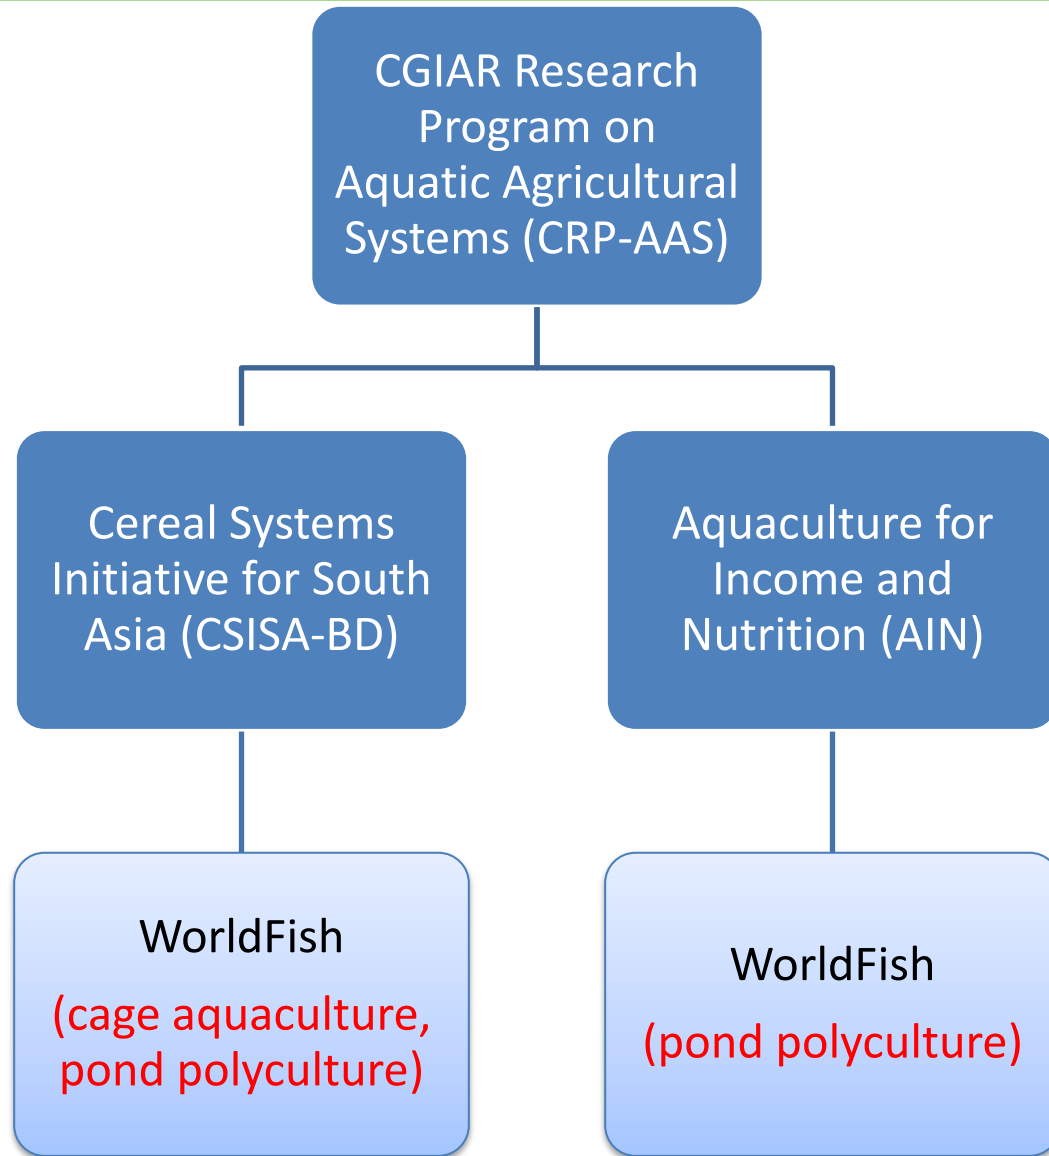 CGIAR Research
Program on
Aquatic Agricultural
Systems (CRP-AAS)
Cereal Systems
Initiative for South
Asia (CSISA-BD)
Aquaculture for
Income and
Nutrition (AIN)
WorldFish
(cage aquaculture,
pond polyculture)
WorldFish
(pond polyculture)